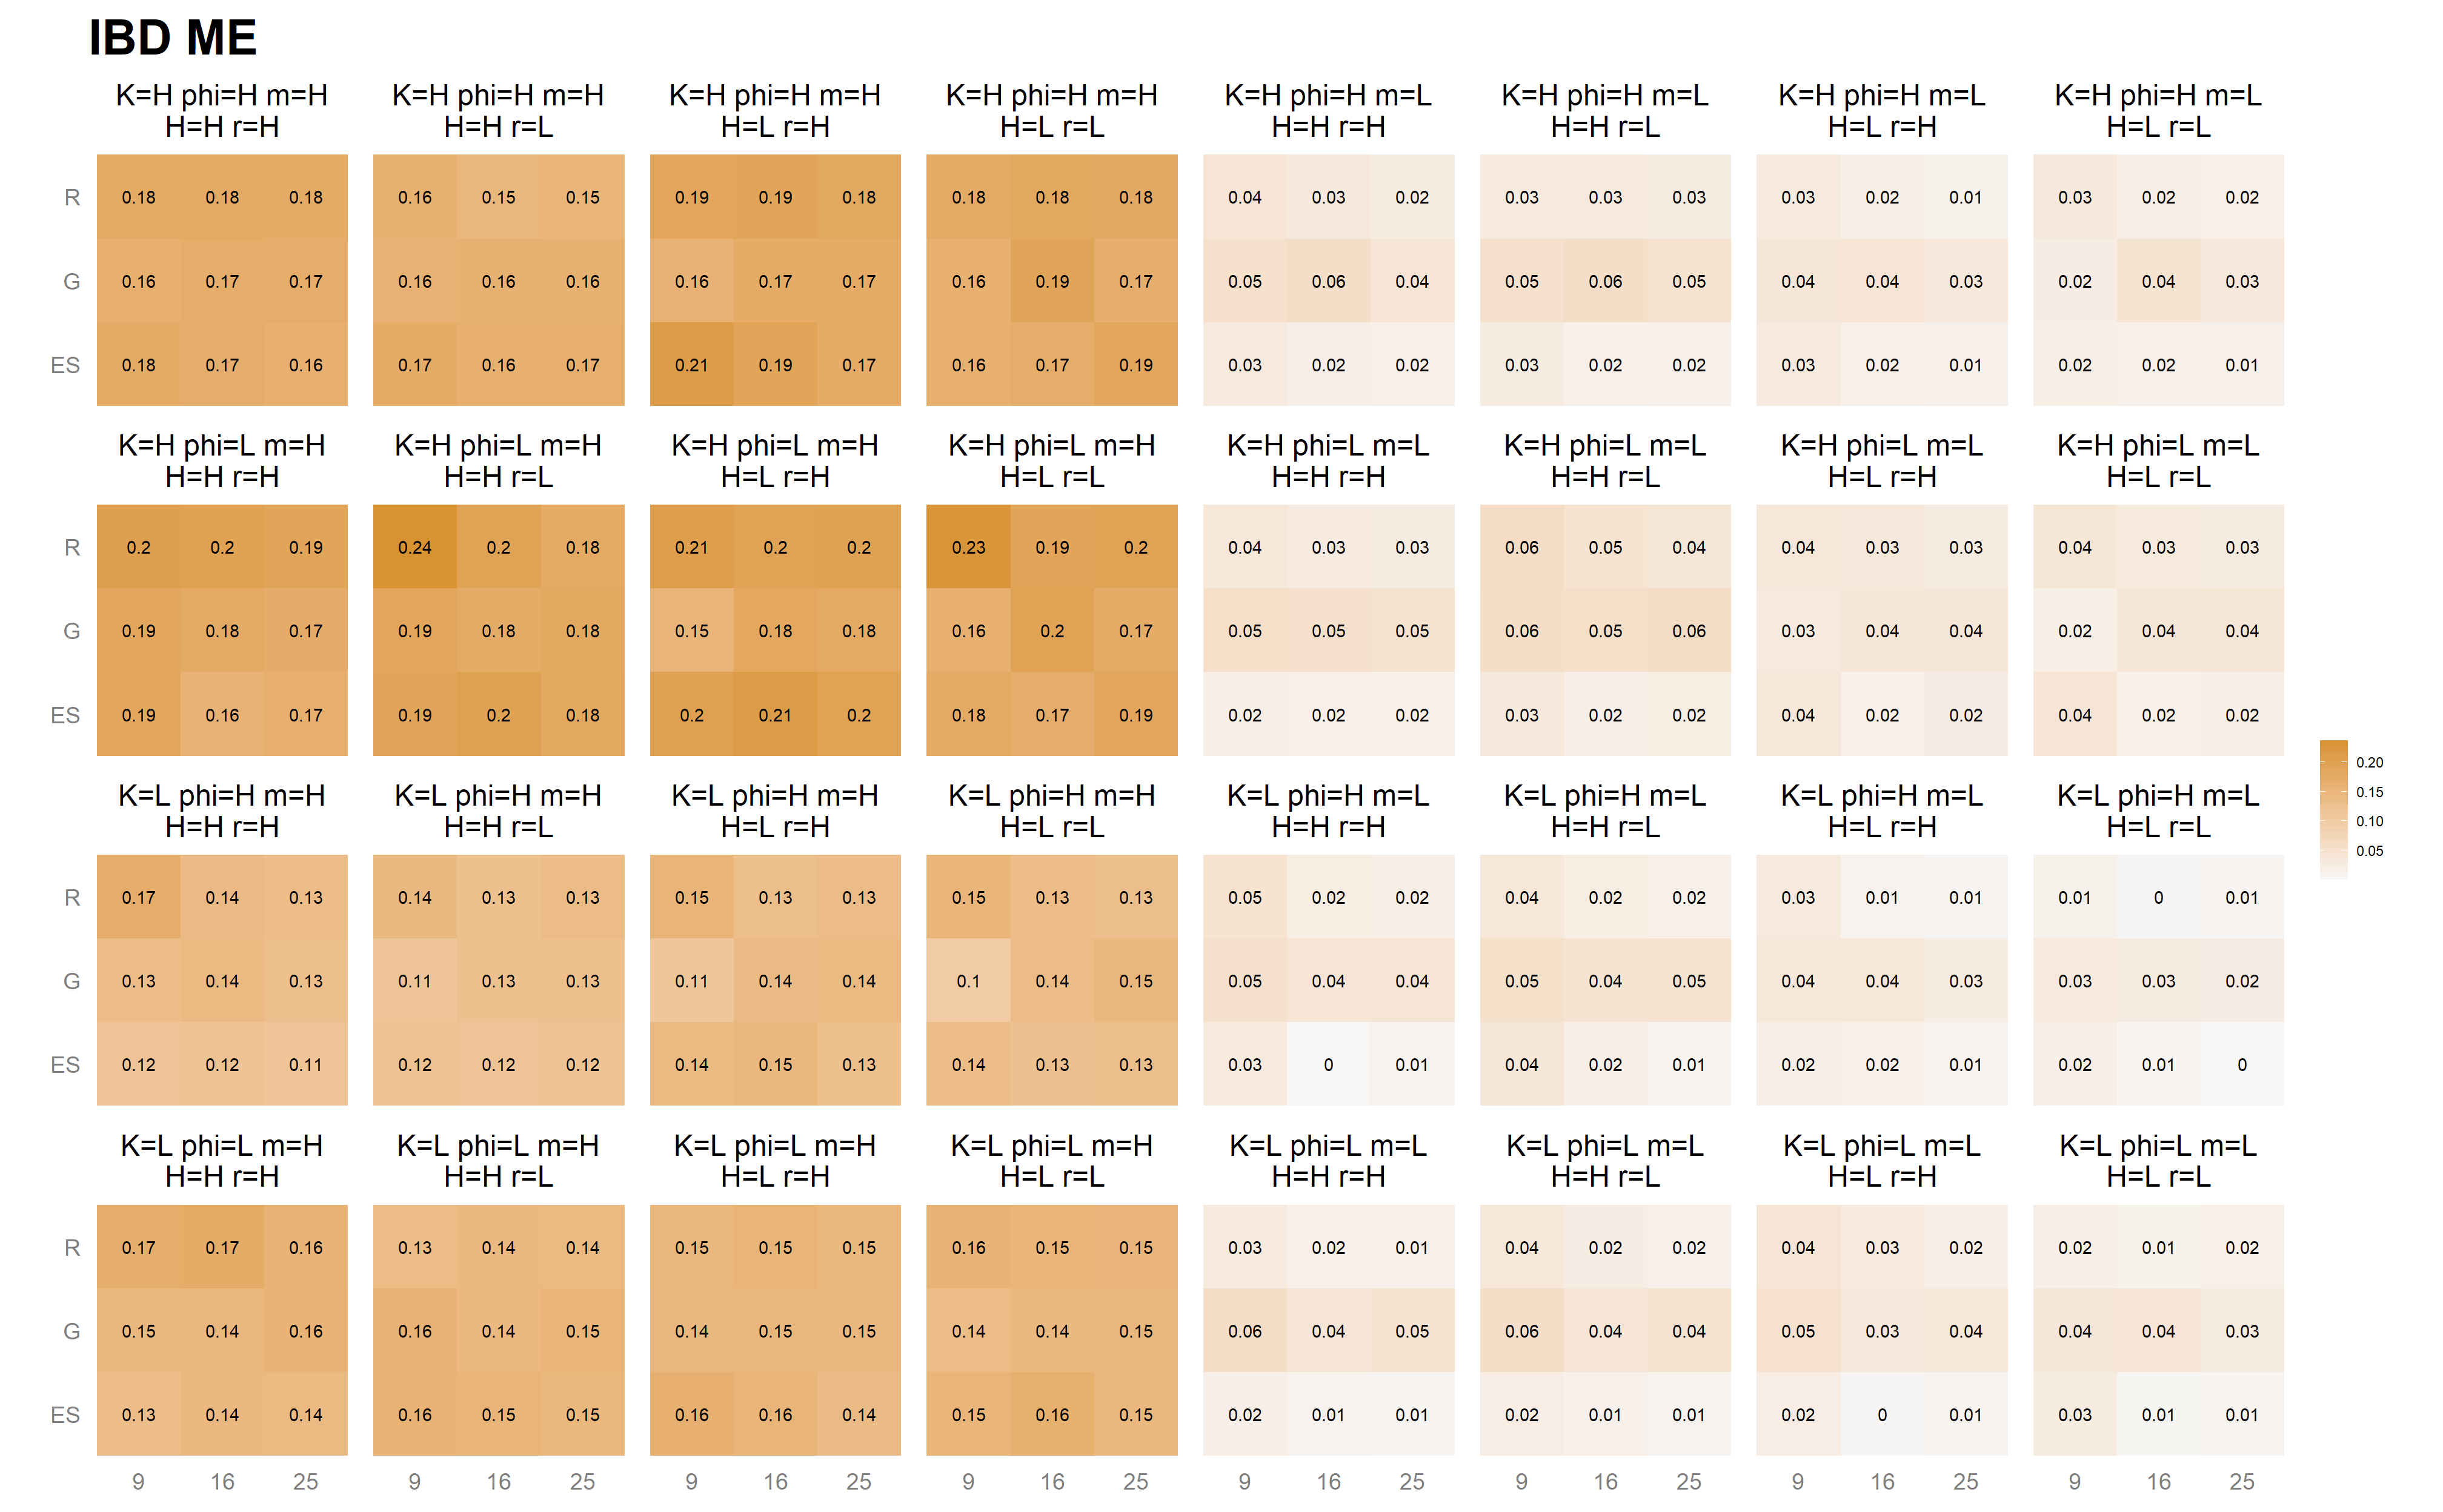 IBD ME
K=H phi=H m=H K=H phi=H m=H K=H phi=H m=H K=H phi=H m=H K=H phi=H m=L K=H phi=H m=L K=H phi=H m=L K=H phi=H m=L
H=H r=H H=H r=L H=L r=H H=L r=L H=H r=H H=H r=L H=L r=H H=L r=L
R 0.18 0.18 0.18 0.16 0.15 0.15 0.19 0.19 0.18 0.18 0.18 0.18 0.04 0.03 0.02 0.03 0.03 0.03 0.03 0.02 0.01 0.03 0.02 0.02
G 0.16 0.17 0.17 0.16 0.16 0.16 0.16 0.17 0.17 0.16 0.19 0.17 0.05 0.06 0.04 0.05 0.06 0.05 0.04 0.04 0.03 0.02 0.04 0.03
ES 0.18 0.17 0.16 0.17 0.16 0.17 0.21 0.19 0.17 0.16 0.17 0.19 0.03 0.02 0.02 0.03 0.02 0.02 0.03 0.02 0.01 0.02 0.02 0.01
K=H phi=L m=H K=H phi=L m=H K=H phi=L m=H K=H phi=L m=H K=H phi=L m=L K=H phi=L m=L K=H phi=L m=L K=H phi=L m=L
H=H r=H H=H r=L H=L r=H H=L r=L H=H r=H H=H r=L H=L r=H H=L r=L
R 0.2 0.2 0.19 0.24 0.2 0.18 0.21 0.2 0.2 0.23 0.19 0.2 0.04 0.03 0.03 0.06 0.05 0.04 0.04 0.03 0.03 0.04 0.03 0.03
G 0.19 0.18 0.17 0.19 0.18 0.18 0.15 0.18 0.18 0.16 0.2 0.17 0.05 0.05 0.05 0.06 0.05 0.06 0.03 0.04 0.04 0.02 0.04 0.04
ES 0.19 0.16 0.17 0.19 0.2 0.18 0.2 0.21 0.2 0.18 0.17 0.19 0.02 0.02 0.02 0.03 0.02 0.02 0.04 0.02 0.02 0.04 0.02 0.02
0.20
0.15
0.10
0.05
K=L phi=H m=H K=L phi=H m=H K=L phi=H m=H K=L phi=H m=H K=L phi=H m=L K=L phi=H m=L K=L phi=H m=L K=L phi=H m=L
H=H r=H H=H r=L H=L r=H H=L r=L H=H r=H H=H r=L H=L r=H H=L r=L
R 0.17 0.14 0.13 0.14 0.13 0.13 0.15 0.13 0.13 0.15 0.13 0.13 0.05 0.02 0.02 0.04 0.02 0.02 0.03 0.01 0.01 0.01 0 0.01
G 0.13 0.14 0.13 0.11 0.13 0.13 0.11 0.14 0.14 0.1 0.14 0.15 0.05 0.04 0.04 0.05 0.04 0.05 0.04 0.04 0.03 0.03 0.03 0.02
ES 0.12 0.12 0.11 0.12 0.12 0.12 0.14 0.15 0.13 0.14 0.13 0.13 0.03 0 0.01 0.04 0.02 0.01 0.02 0.02 0.01 0.02 0.01 0
K=L phi=L m=H K=L phi=L m=H K=L phi=L m=H K=L phi=L m=H K=L phi=L m=L K=L phi=L m=L K=L phi=L m=L K=L phi=L m=L
H=H r=H H=H r=L H=L r=H H=L r=L H=H r=H H=H r=L H=L r=H H=L r=L
R 0.17 0.17 0.16 0.13 0.14 0.14 0.15 0.15 0.15 0.16 0.15 0.15 0.03 0.02 0.01 0.04 0.02 0.02 0.04 0.03 0.02 0.02 0.01 0.02
G 0.15 0.14 0.16 0.16 0.14 0.15 0.14 0.15 0.15 0.14 0.14 0.15 0.06 0.04 0.05 0.06 0.04 0.04 0.05 0.03 0.04 0.04 0.04 0.03
ES 0.13 0.14 0.14 0.16 0.15 0.15 0.16 0.16 0.14 0.15 0.16 0.15 0.02 0.01 0.01 0.02 0.01 0.01 0.02 0 0.01 0.03 0.01 0.01
9 16 25 9 16 25 9 16 25 9 16 25 9 16 25 9 16 25 9 16 25 9 16 25